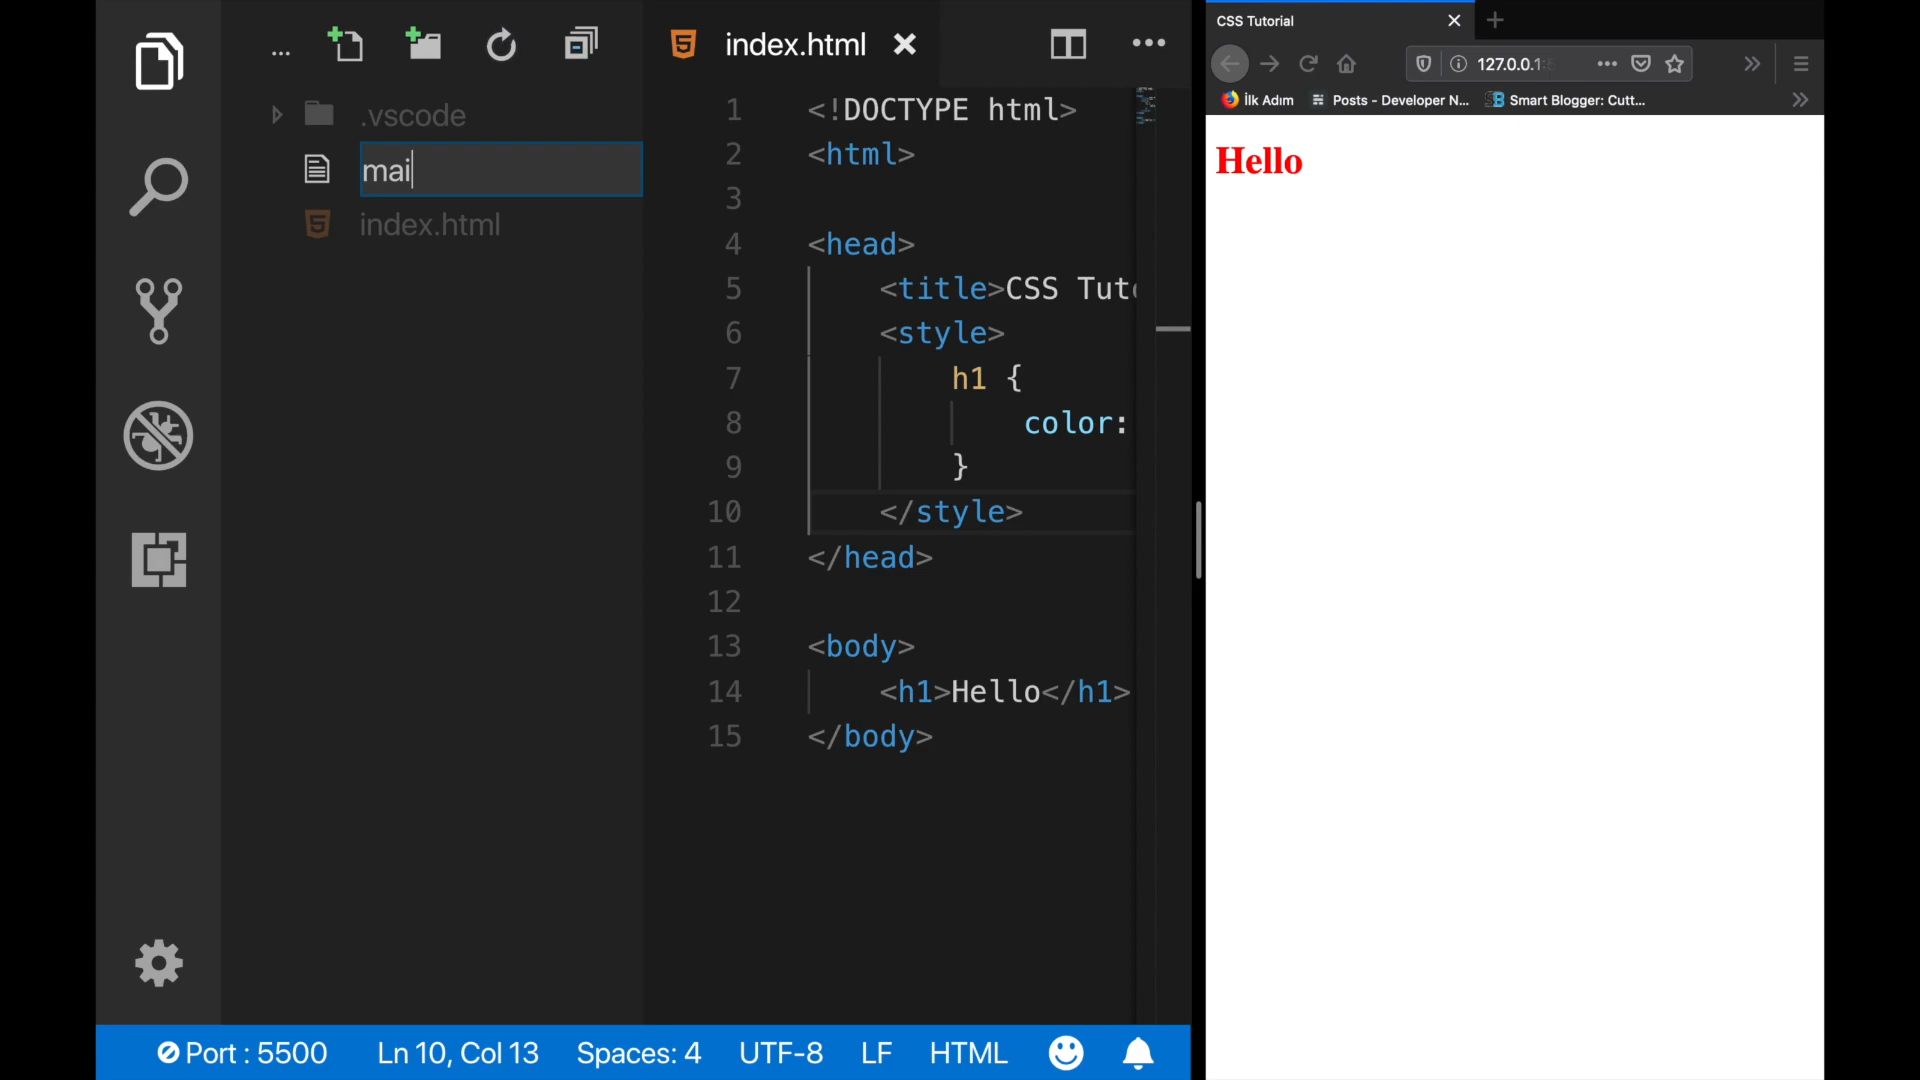 ...
.vscode
mai
index.html
index.html
1 <!DOCTYPE html>
2 <html>
3
4 <head>
5 <title>CSS Tut
6 <style>
7 h1 {
8 color:
9 }
10 </style>
11 </head>
12
13 <body>
14 <h1>Hello</h1>
15 </body>
Port : 5500 Ln 10, Col 13 Spaces: 4 UTF-8 LF HTML
CSS Tutorial
127.0.0.1:
İlk Adım Posts - Developer N... Smart Blogger: Cutt...
Hello